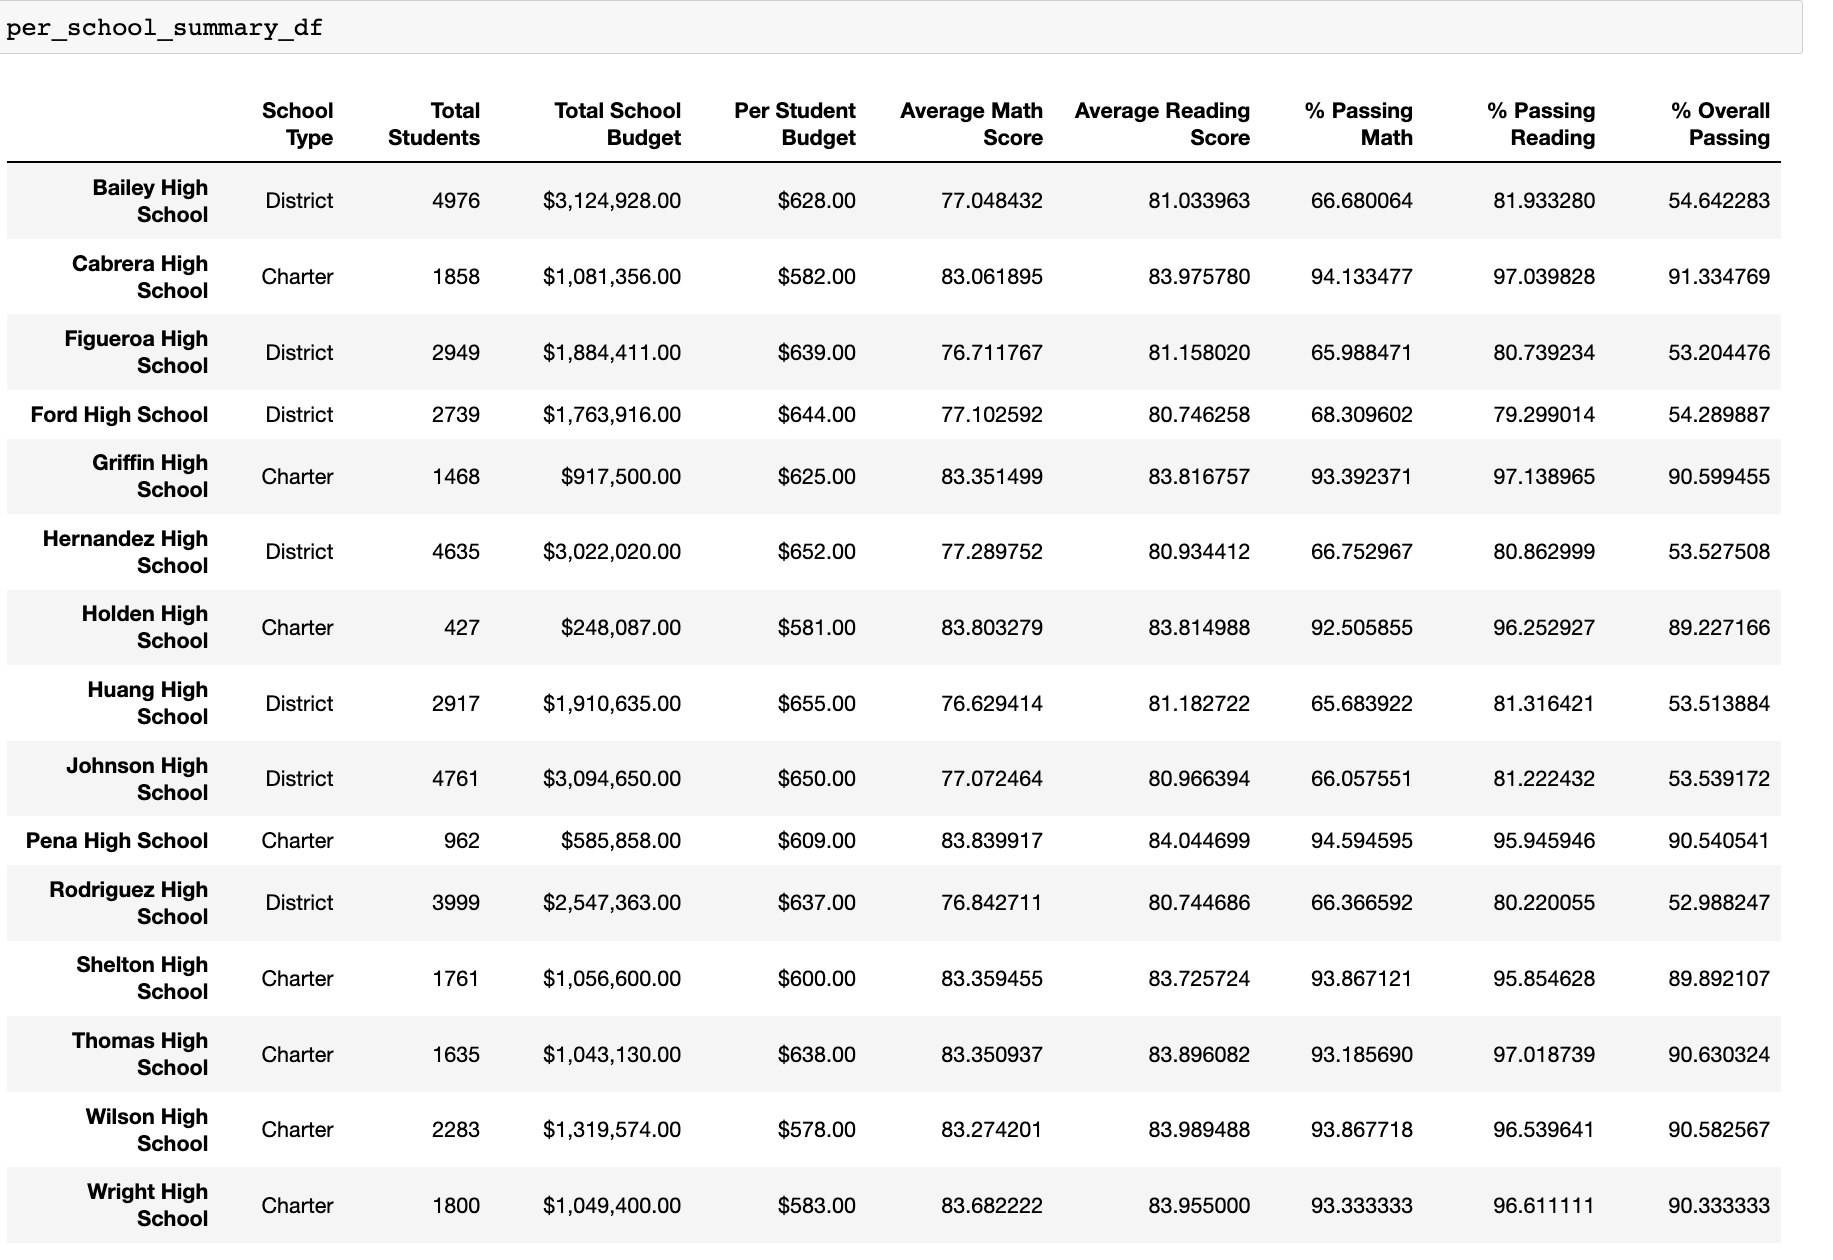 per_school_summary_df
School Type Total Students Total School Budget Per Student Budget Average Math Score Average Reading Score % Passing Math % Passing Reading % Overall Passing
Bailey High School District 4976 $3,124,928.00 $628.00 77.048432 81.033963 66.680064 81.933280 54.642283
Cabrera High School Charter 1858 $1,081,356.00 $582.00 83.061895 83.975780 94.133477 97.039828 91.334769
Figueroa High School District 2949 $1,884,411.00 $639.00 76.711767 81.158020 65.988471 80.739234 53.204476
Ford High School District 2739 $1,763,916.00 $644.00 77.102592 80.746258 68.309602 79.299014 54.289887
Griffin High School Charter 1468 $917,500.00 $625.00 83.351499 83.816757 93.392371 97.138965 90.599455
Hernandez High School District 4635 $3,022,020.00 $652.00 77.289752 80.934412 66.752967 80.862999 53.527508
Holden High School Charter 427 $248,087.00 $581.00 83.803279 83.814988 92.505855 96.252927 89.227166
Huang High School District 2917 $1,910,635.00 $655.00 76.629414 81.182722 65.683922 81.316421 53.513884
Johnson High School District 4761 $3,094,650.00 $650.00 77.072464 80.966394 66.057551 81.222432 53.539172
Pena High School Charter 962 $585,858.00 $609.00 83.839917 84.044699 94.594595 95.945946 90.540541
Rodriguez High School District 3999 $2,547,363.00 $637.00 76.842711 80.744686 66.366592 80.220055 52.988247
Shelton High School Charter 1761 $1,056,600.00 $600.00 83.359455 83.725724 93.867121 95.854628 89.892107
Thomas High School Charter 1635 $1,043,130.00 $638.00 83.350937 83.896082 93.185690 97.018739 90.630324
Wilson High School Charter 2283 $1,319,574.00 $578.00 83.274201 83.989488 93.867718 96.539641 90.582567
Wright High School Charter 1800 $1,049,400.00 $583.00 83.682222 83.955000 93.333333 96.611111 90.333333